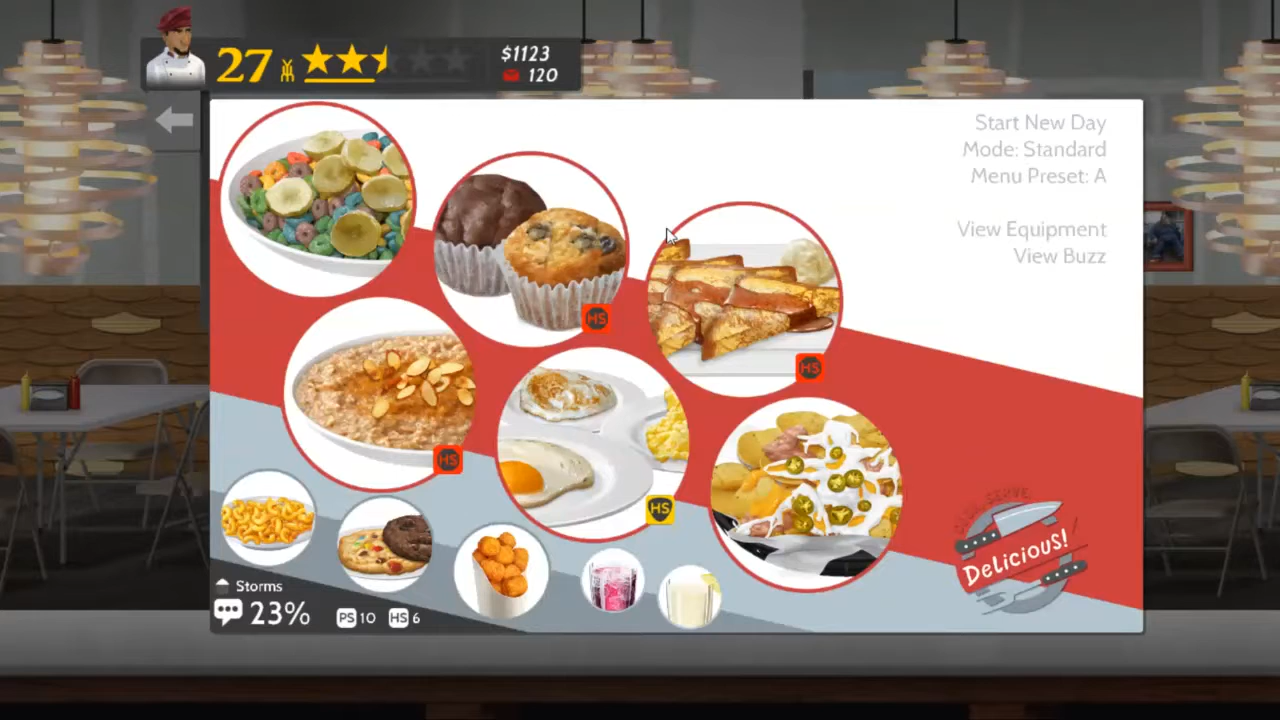 27
$1123
120
Start New Day
Mode: Standard
Menu Preset: A
View Equipment
View Buzz
HS
HS
HS
HS
Delicious!
Storms
23%
PS 10 HS 6